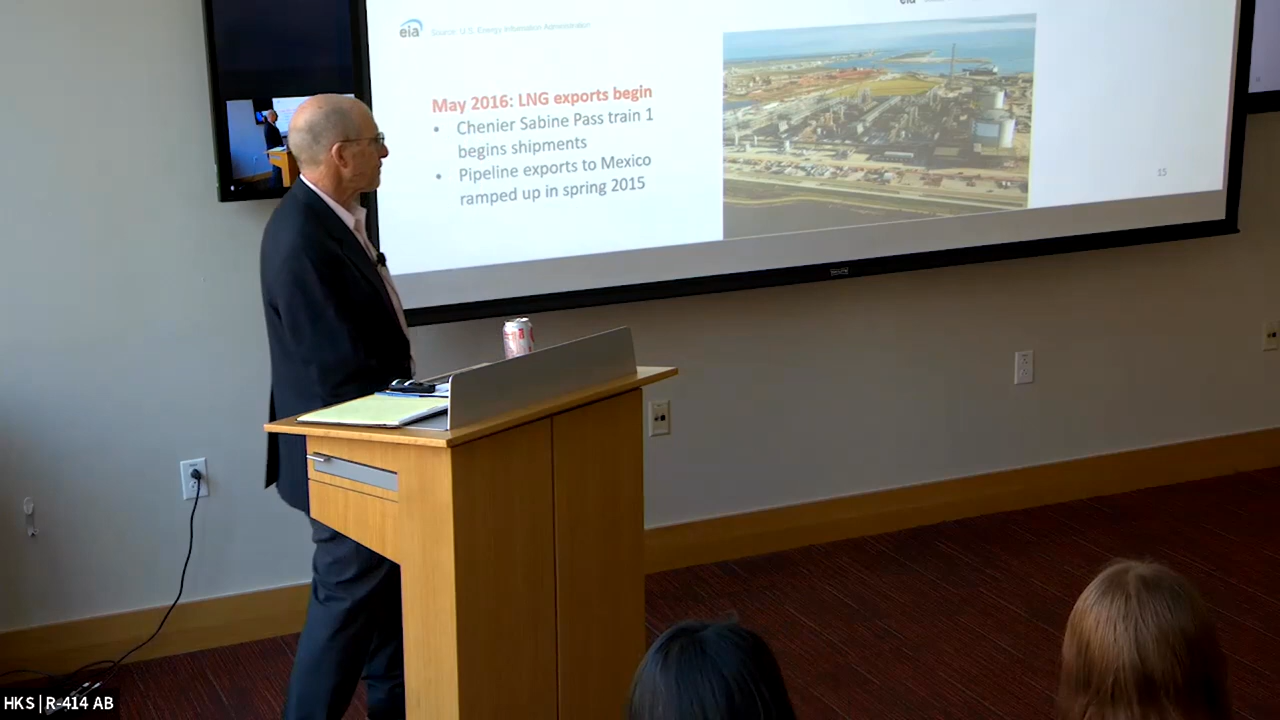 eia
Source: U.S. Energy Information Administration
eia
May 2016: LNG exports begin
• Chenier Sabine Pass train 1
begins shipments
• Pipeline exports to Mexico
ramped up in spring 2015
15
HKS | R-414 AB